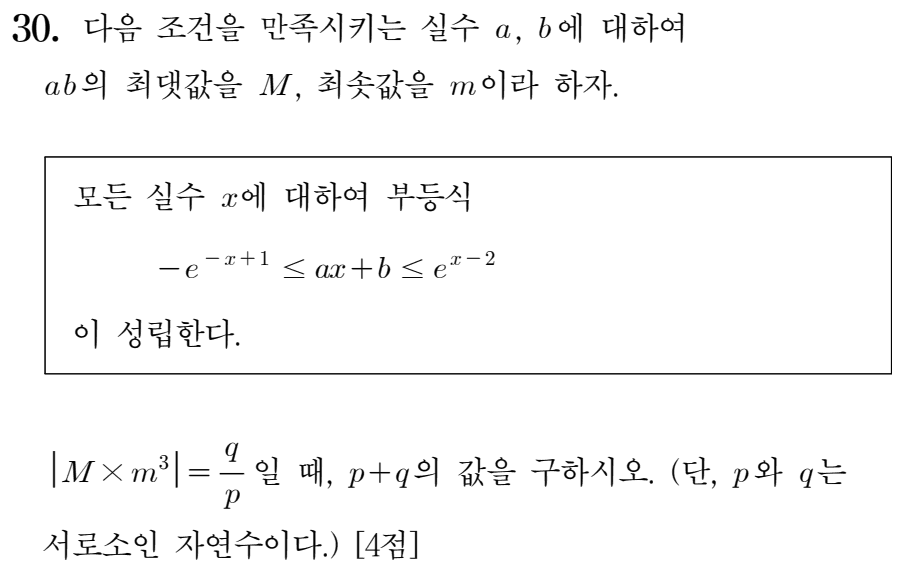 30. 다음 조건을 만족시키는 실수 a, b에 대하여
ab의 최댓값을 M, 최솟값을 m이라 하자.
모든 실수 x에 대하여 부등식
−e^{−x+1} ≤ ax+b ≤ e^{x−2}
이 성립한다.
|M×m³| = q/p 일 때, p+q의 값을 구하시오. (단, p와 q는
서로소인 자연수이다.) [4점]